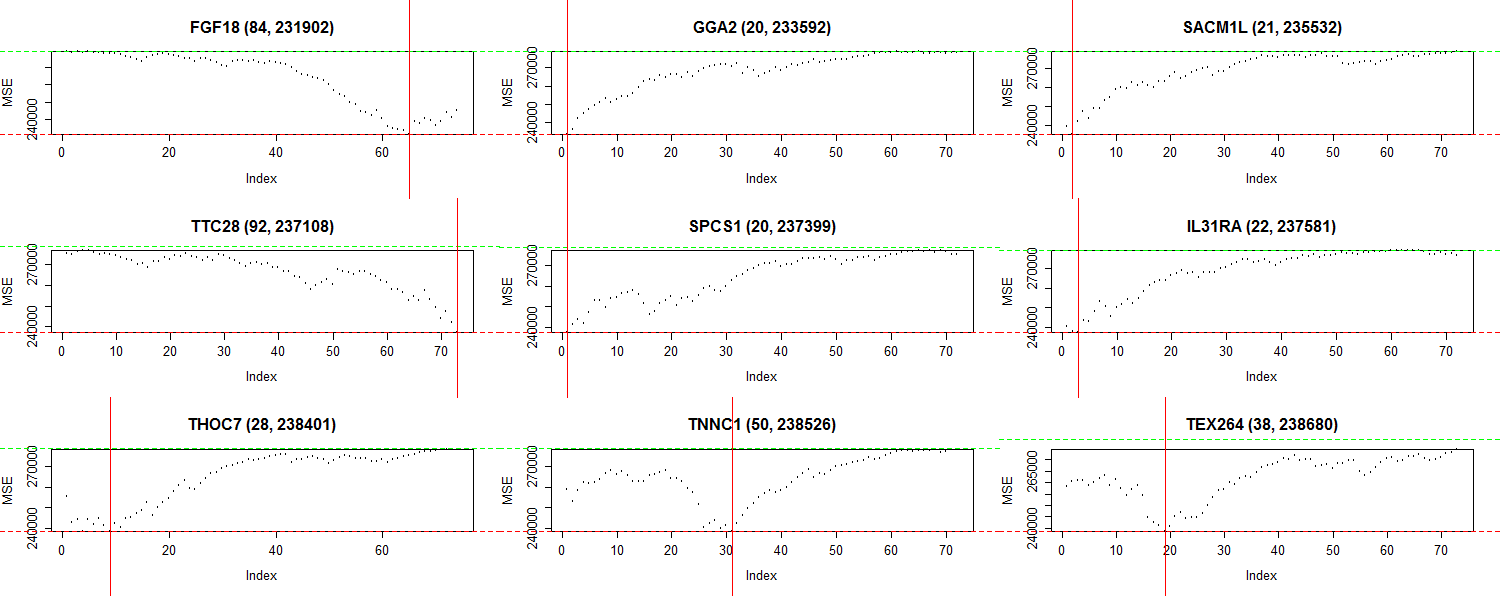 FGF18 (84, 231902)
MSE
240000
0 20 40 60
Index
GGA2 (20, 233592)
MSE
240000 270000
0 10 20 30 40 50 60 70
Index
SACM1L (21, 235532)
MSE
240000 270000
0 10 20 30 40 50 60 70
Index
TTC28 (92, 237108)
MSE
240000 270000
0 10 20 30 40 50 60 70
Index
SPCS1 (20, 237399)
MSE
240000 270000
0 10 20 30 40 50 60 70
Index
IL31RA (22, 237581)
MSE
240000 270000
0 10 20 30 40 50 60 70
Index
THOC7 (28, 238401)
MSE
240000 270000
0 20 40 60
Index
TNNC1 (50, 238526)
MSE
240000 270000
0 10 20 30 40 50 60 70
Index
TEX264 (38, 238680)
MSE
240000 265000
0 10 20 30 40 50 60 70
Index